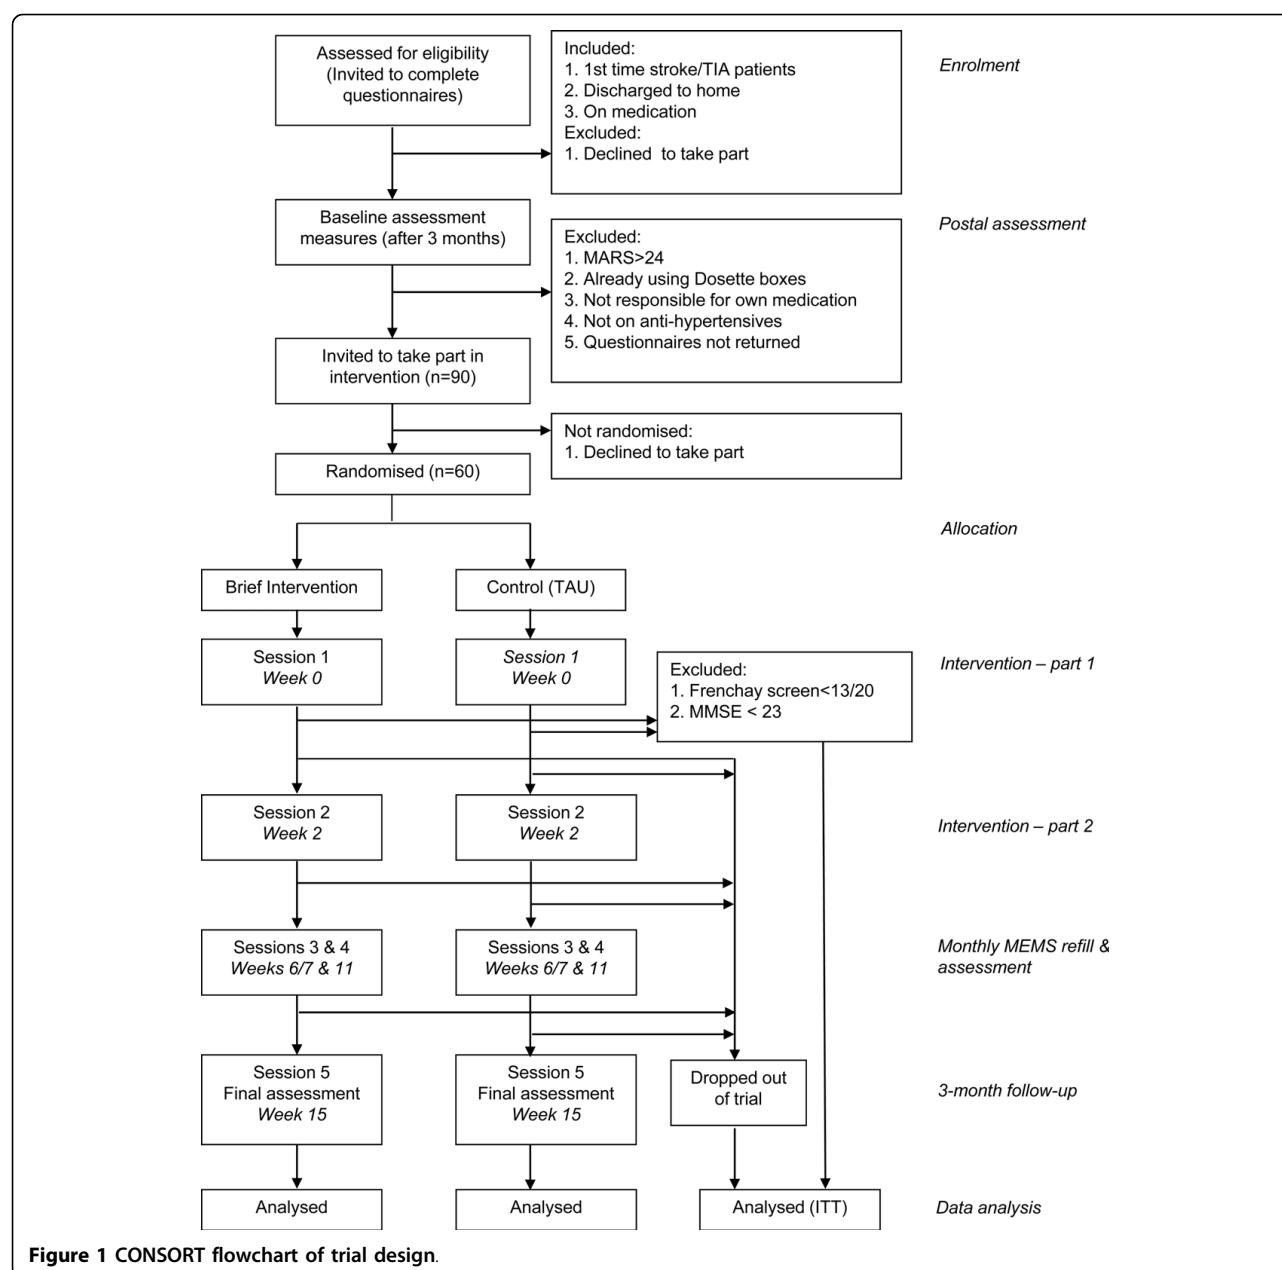 Assessed for eligibility
(Invited to complete
questionnaires)
Included:
1. 1st time stroke/TIA patients
2. Discharged to home
3. On medication
Excluded:
1. Declined to take part
Enrolment
Baseline assessment
measures (after 3 months)
Postal assessment
Excluded:
1. MARS>24
2. Already using Dosette boxes
3. Not responsible for own medication
4. Not on anti-hypertensives
5. Questionnaires not returned
Invited to take part in
intervention (n=90)
Not randomised:
1. Declined to take part
Randomised (n=60)
Allocation
Brief Intervention
Control (TAU)
Session 1
Week 0
Session 1
Week 0
Excluded:
1. Frenchay screen<13/20
2. MMSE < 23
Intervention – part 1
Session 2
Week 2
Session 2
Week 2
Intervention – part 2
Sessions 3 & 4
Weeks 6/7 & 11
Sessions 3 & 4
Weeks 6/7 & 11
Monthly MEMS refill &
assessment
Session 5
Final assessment
Week 15
Session 5
Final assessment
Week 15
Dropped out
of trial
3-month follow-up
Analysed
Analysed
Analysed (ITT)
Data analysis
Figure 1 CONSORT flowchart of trial design.